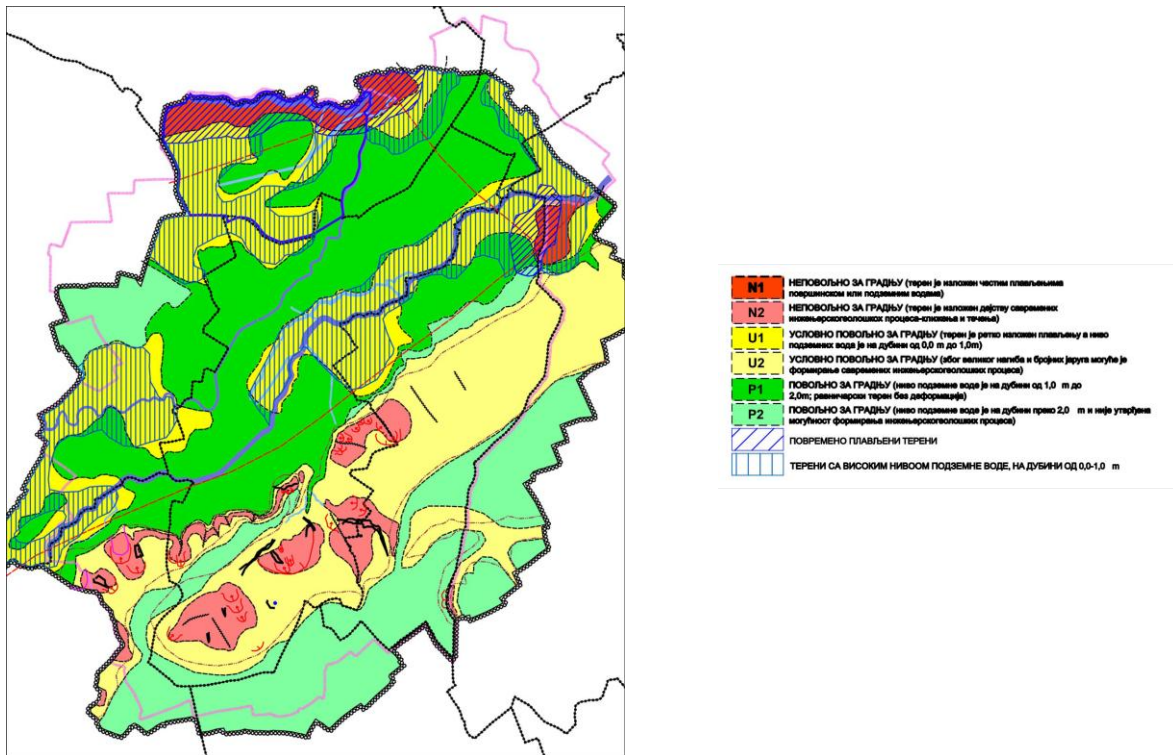 N1
НЕПОВОЉНО ЗА ГРАДЊУ (терен је изложен честим плављењима
површинском или подземним водама)
N2
НЕПОВОЉНО ЗА ГРАДЊУ (терен је изложен дејству савремених
инжењерскогеолошких процеса-клижења и течења)
U1
УСЛОВНО ПОВОЉНО ЗА ГРАДЊУ (терен је ретко изложен плављењу а ниво
подземних вода је на дубини од 0,0 m до 1,0m)
U2
УСЛОВНО ПОВОЉНО ЗА ГРАДЊУ (због великог нагиба и бројних јаруга могуће је
формирање савремених инжењерскогеолошких процеса)
P1
ПОВОЉНО ЗА ГРАДЊУ (ниво подземне воде је на дубини од 1,0 m до
2,0m; равничарски терен без деформација)
P2
ПОВОЉНО ЗА ГРАДЊУ (ниво подземне воде је на дубини преко 2,0 m и није утврђена
могућност формирања инжењерскогеолошких процеса)
ПОВРЕМЕНО ПЛАВЉЕНИ ТЕРЕНИ
ТЕРЕНИ СА ВИСОКИМ НИВООМ ПОДЗЕМНЕ ВОДЕ, НА ДУБИНИ ОД 0,0-1,0 m